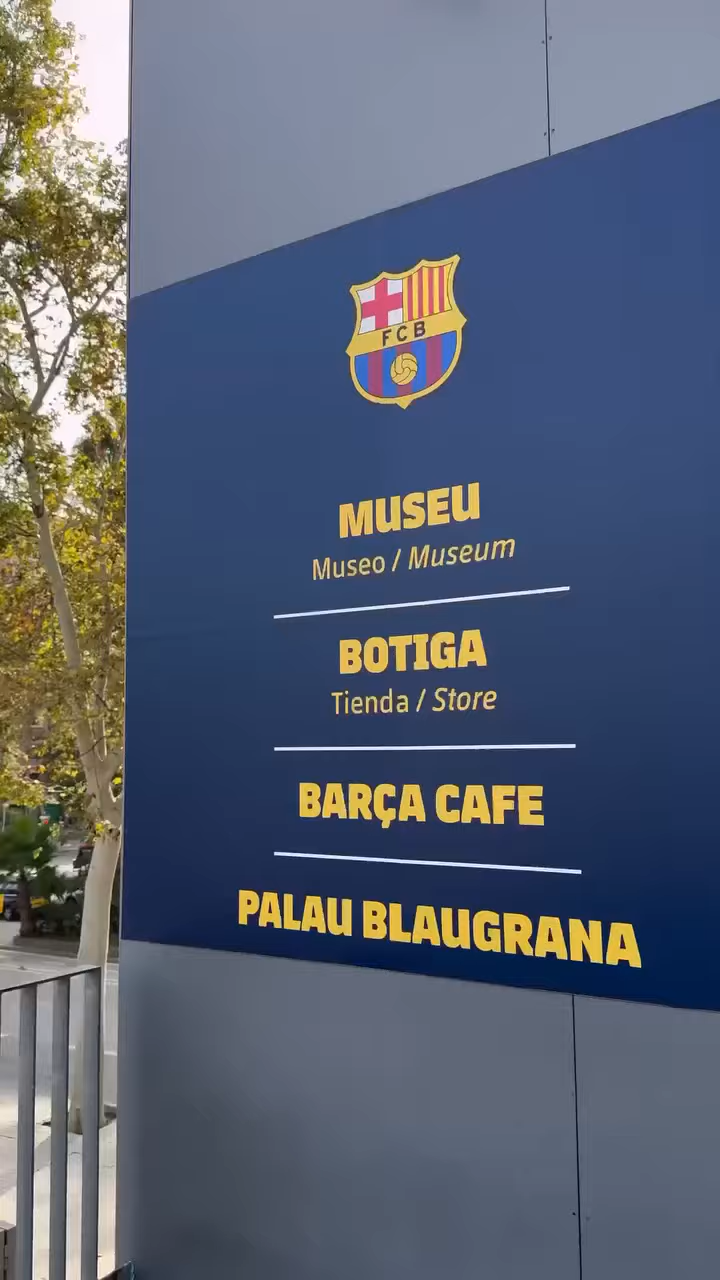 FCB
MUSEU
Museo / Museum
BOTIGA
Tienda / Store
BARÇA CAFE
PALAU BLAUGRANA